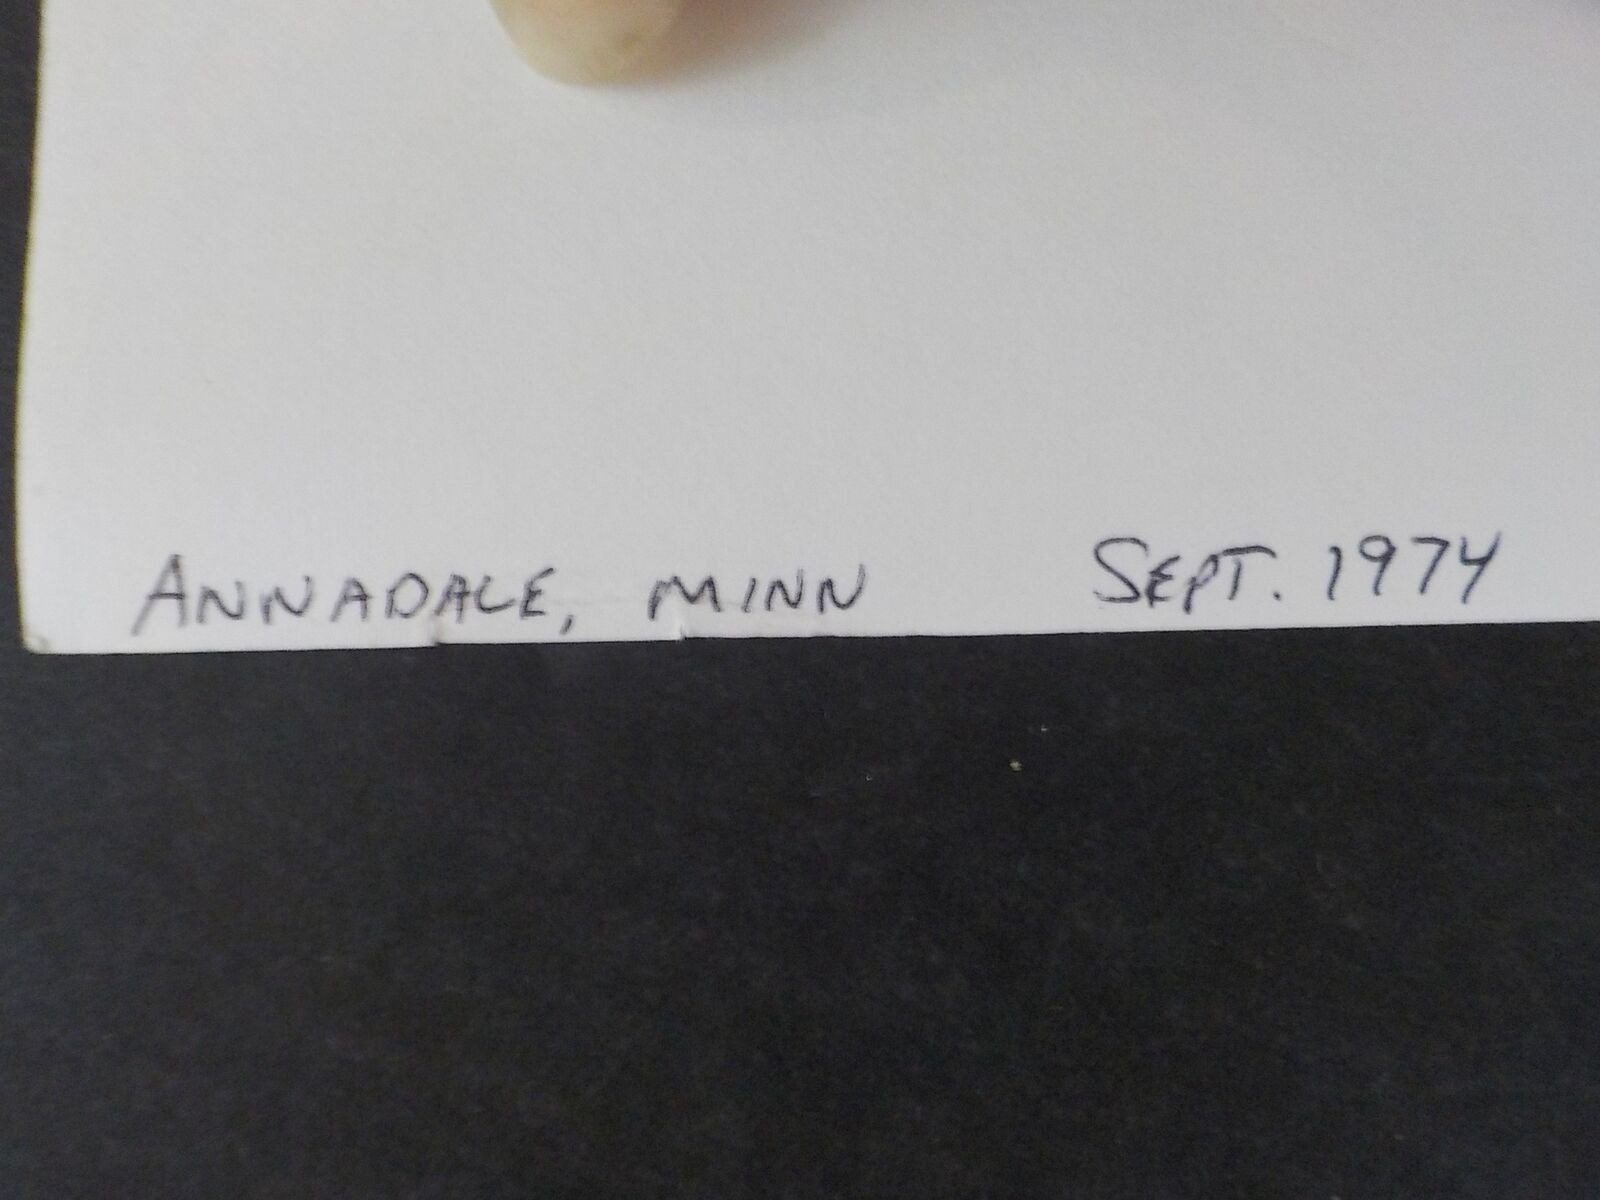 ANNADALE, MINN SEPT. 1974